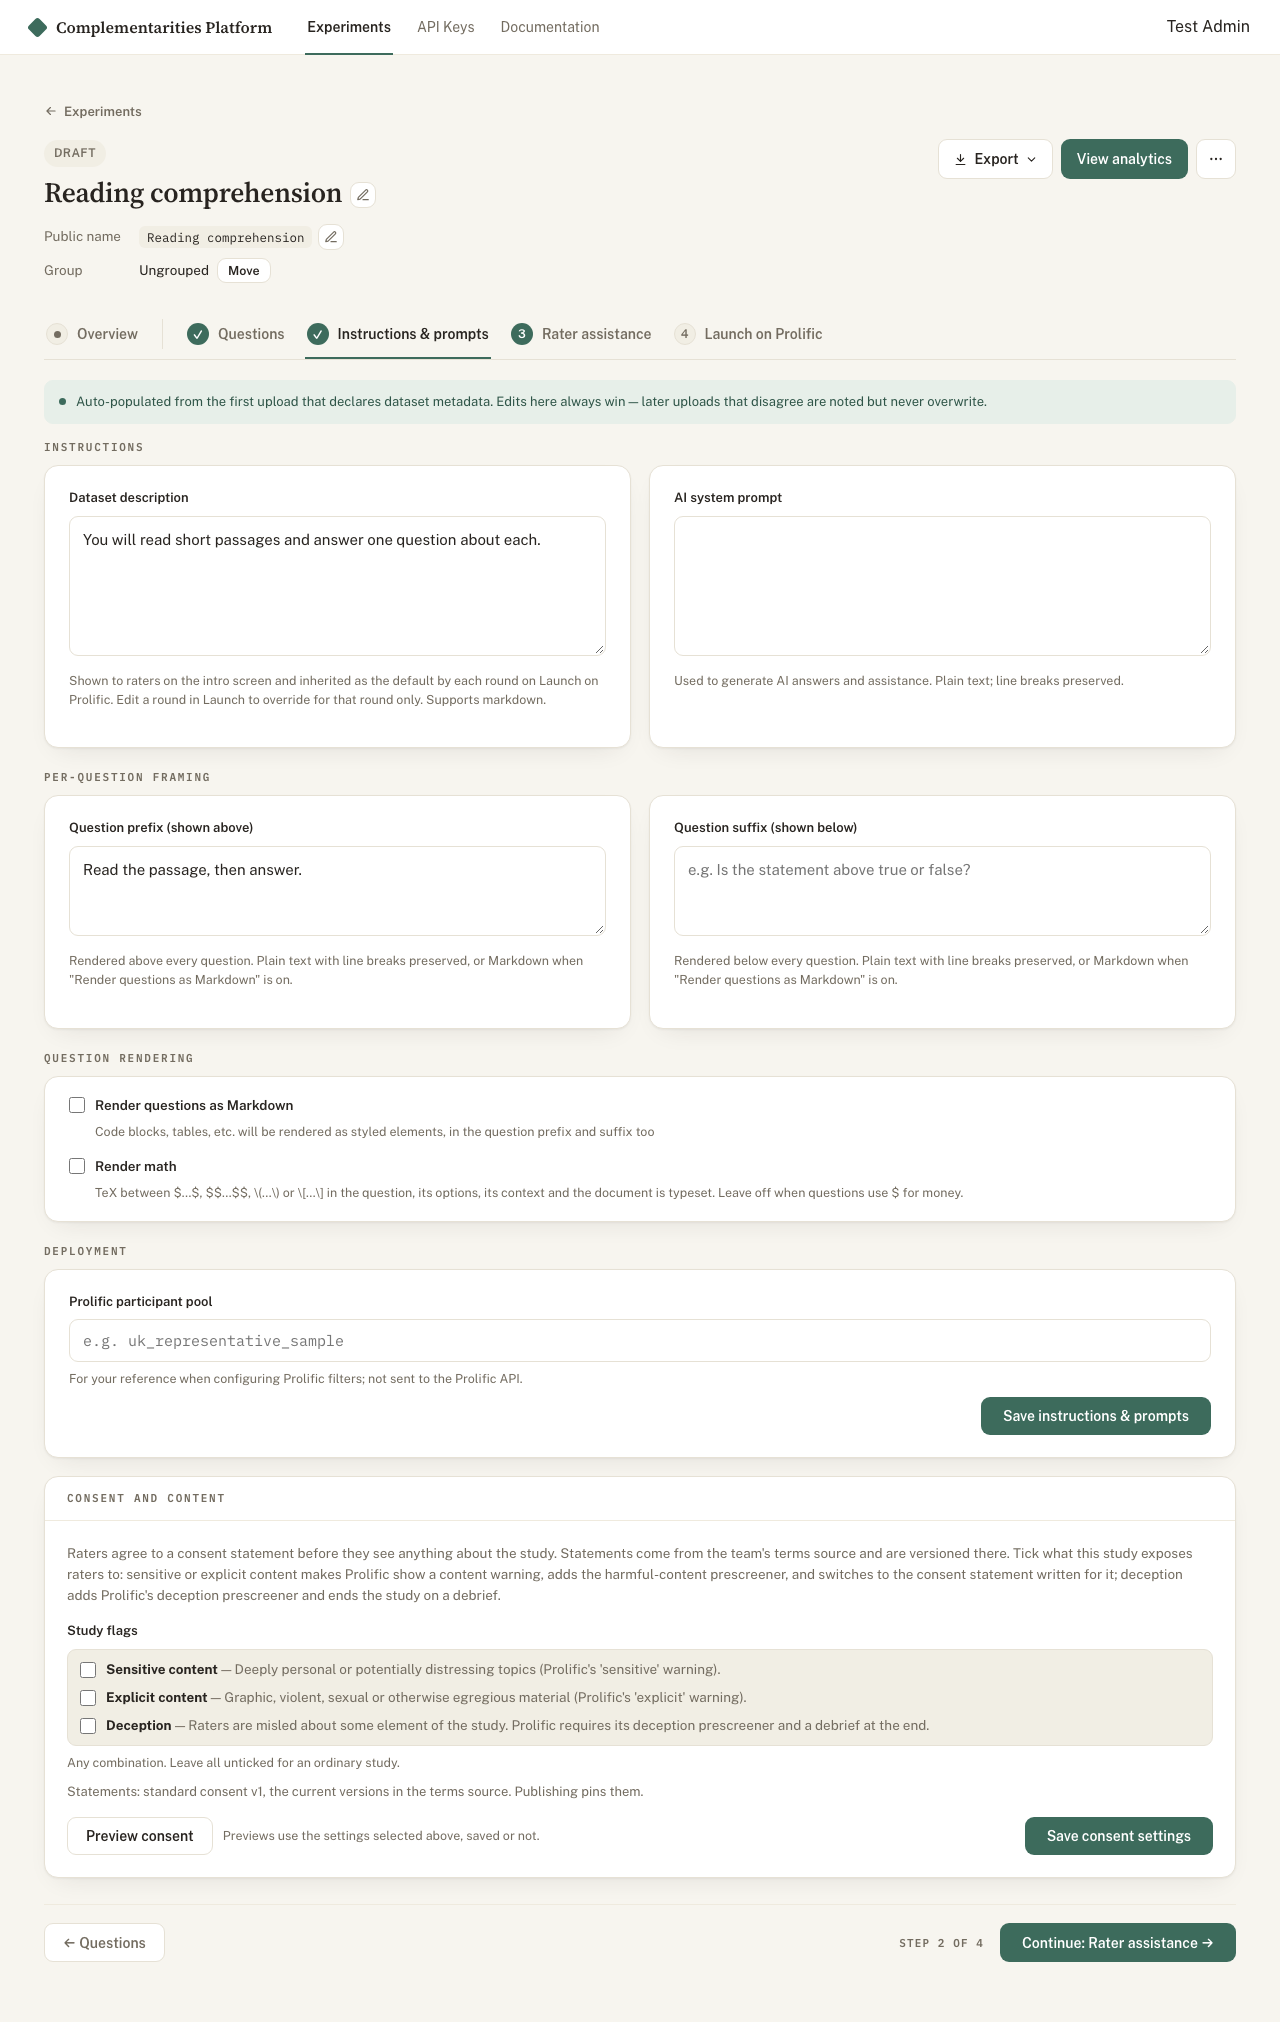 Complementarities Platform
Experiments
API Keys
Documentation
Test Admin
← Experiments
DRAFT
Export
View analytics
···
Reading comprehension
Public name
Reading comprehension
Group
Ungrouped
Move
Overview
Questions
Instructions & prompts
3
Rater assistance
4
Launch on Prolific
Auto-populated from the first upload that declares dataset metadata. Edits here always win — later uploads that disagree are noted but never overwrite.
INSTRUCTIONS
Dataset description
You will read short passages and answer one question about each.
Shown to raters on the intro screen and inherited as the default by each round on Launch on
Prolific. Edit a round in Launch to override for that round only. Supports markdown.
AI system prompt
Used to generate AI answers and assistance. Plain text; line breaks preserved.
PER-QUESTION FRAMING
Question prefix (shown above)
Read the passage, then answer.
Rendered above every question. Plain text with line breaks preserved, or Markdown when
"Render questions as Markdown" is on.
Question suffix (shown below)
e.g. Is the statement above true or false?
Rendered below every question. Plain text with line breaks preserved, or Markdown when
"Render questions as Markdown" is on.
QUESTION RENDERING
Render questions as Markdown
Code blocks, tables, etc. will be rendered as styled elements, in the question prefix and suffix too
Render math
TeX between $…$, $$…$$, \(…\) or \[…\] in the question, its options, its context and the document is typeset. Leave off when questions use $ for money.
DEPLOYMENT
Prolific participant pool
e.g. uk_representative_sample
For your reference when configuring Prolific filters; not sent to the Prolific API.
Save instructions & prompts
CONSENT AND CONTENT
Raters agree to a consent statement before they see anything about the study. Statements come from the team's terms source and are versioned there. Tick what this study exposes
raters to: sensitive or explicit content makes Prolific show a content warning, adds the harmful-content prescreener, and switches to the consent statement written for it; deception
adds Prolific's deception prescreener and ends the study on a debrief.
Study flags
Sensitive content — Deeply personal or potentially distressing topics (Prolific's 'sensitive' warning).
Explicit content — Graphic, violent, sexual or otherwise egregious material (Prolific's 'explicit' warning).
Deception — Raters are misled about some element of the study. Prolific requires its deception prescreener and a debrief at the end.
Any combination. Leave all unticked for an ordinary study.
Statements: standard consent v1, the current versions in the terms source. Publishing pins them.
Preview consent
Previews use the settings selected above, saved or not.
Save consent settings
← Questions
STEP 2 OF 4
Continue: Rater assistance →